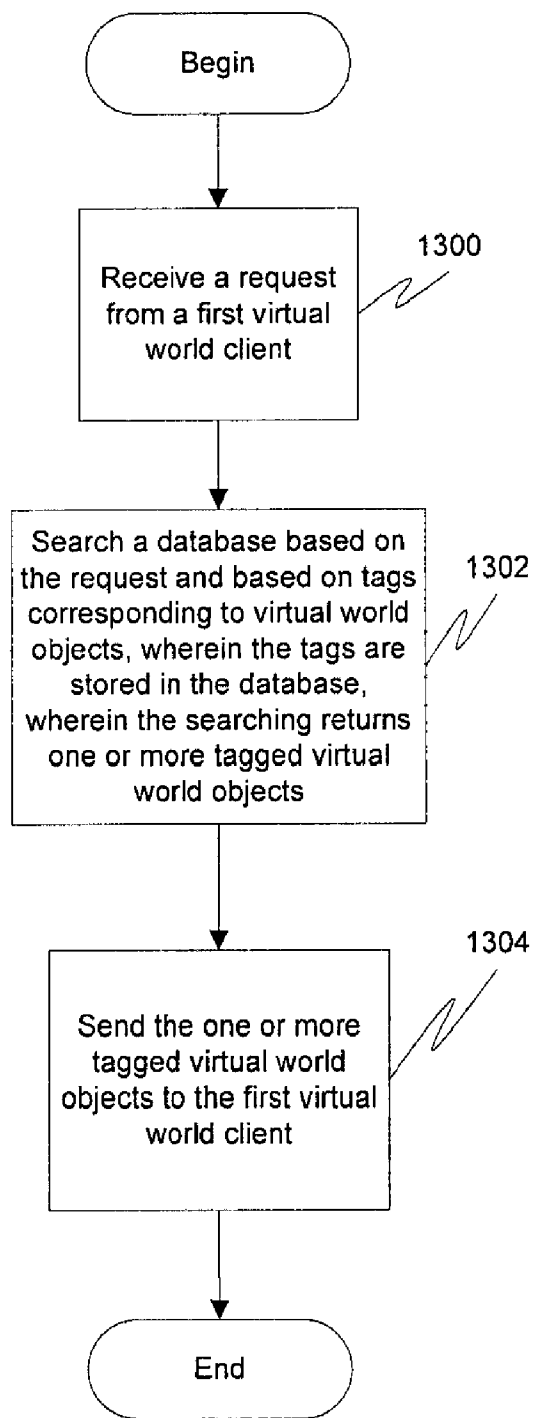 Begin
Receive a request
from a first virtual
world client
1300
Search a database based on
the request and based on tags
corresponding to virtual world
objects, wherein the tags are
stored in the database,
wherein the searching returns
one or more tagged virtual
world objects
1302
Send the one or more
tagged virtual world
objects to the first virtual
world client
1304
End